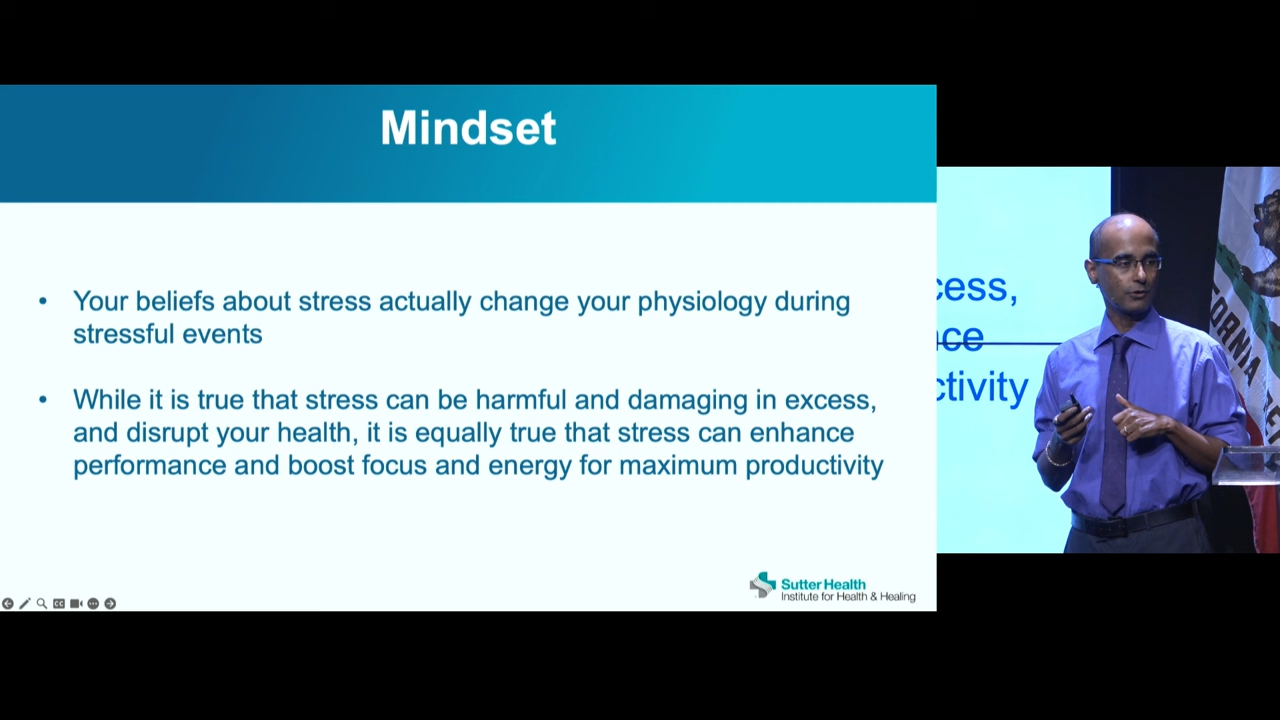 Mindset
• Your beliefs about stress actually change your physiology during
stressful events
• While it is true that stress can be harmful and damaging in excess,
and disrupt your health, it is equally true that stress can enhance
performance and boost focus and energy for maximum productivity
Sutter Health
Institute for Health & Healing
cess,
nce
ctivity
FORNIA